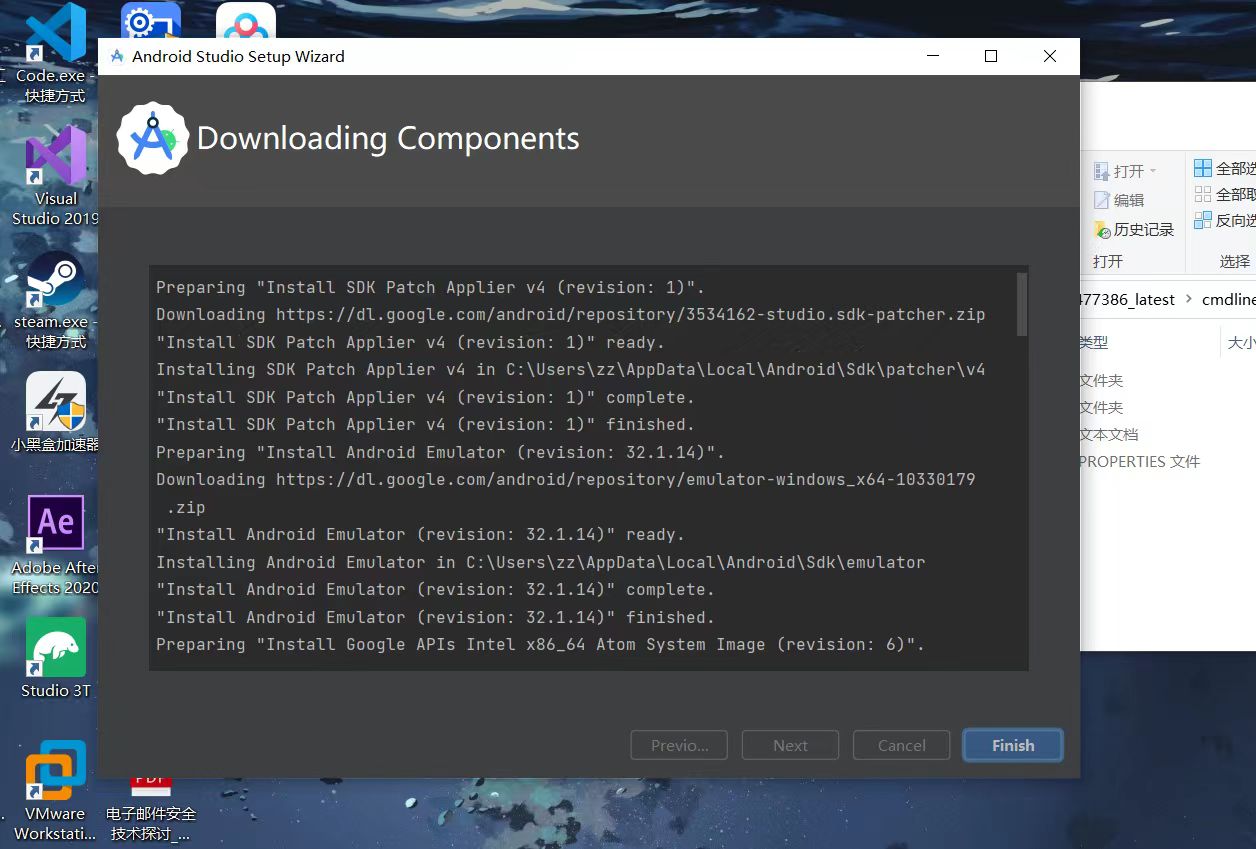 Android Studio Setup Wizard
Downloading Components
Preparing "Install SDK Patch Applier v4 (revision: 1)".
Downloading https://dl.google.com/android/repository/3534162-studio.sdk-patcher.zip
"Install SDK Patch Applier v4 (revision: 1)" ready.
Installing SDK Patch Applier v4 in C:\Users\zz\AppData\Local\Android\Sdk\patcher\v4
"Install SDK Patch Applier v4 (revision: 1)" complete.
"Install SDK Patch Applier v4 (revision: 1)" finished.
Preparing "Install Android Emulator (revision: 32.1.14)".
Downloading https://dl.google.com/android/repository/emulator-windows_x64-10330179
.zip
"Install Android Emulator (revision: 32.1.14)" ready.
Installing Android Emulator in C:\Users\zz\AppData\Local\Android\Sdk\emulator
"Install Android Emulator (revision: 32.1.14)" complete.
"Install Android Emulator (revision: 32.1.14)" finished.
Preparing "Install Google APIs Intel x86_64 Atom System Image (revision: 6)".
Previo...
Next
Cancel
Finish
Code.exe -
快捷方式
Visual
Studio 2019
steam.exe -
快捷方式
小黑盒加速器
Ae
Adobe Afte
Effects 2020
Studio 3T
VMware
Workstati...
PDF
电子邮件安全
技术探讨_...
打开
编辑
历史记录
打开
全部选
全部取
反向选
选择
477386_latest > cmdline
类型
大小
文件夹
文件夹
文本文档
PROPERTIES 文件